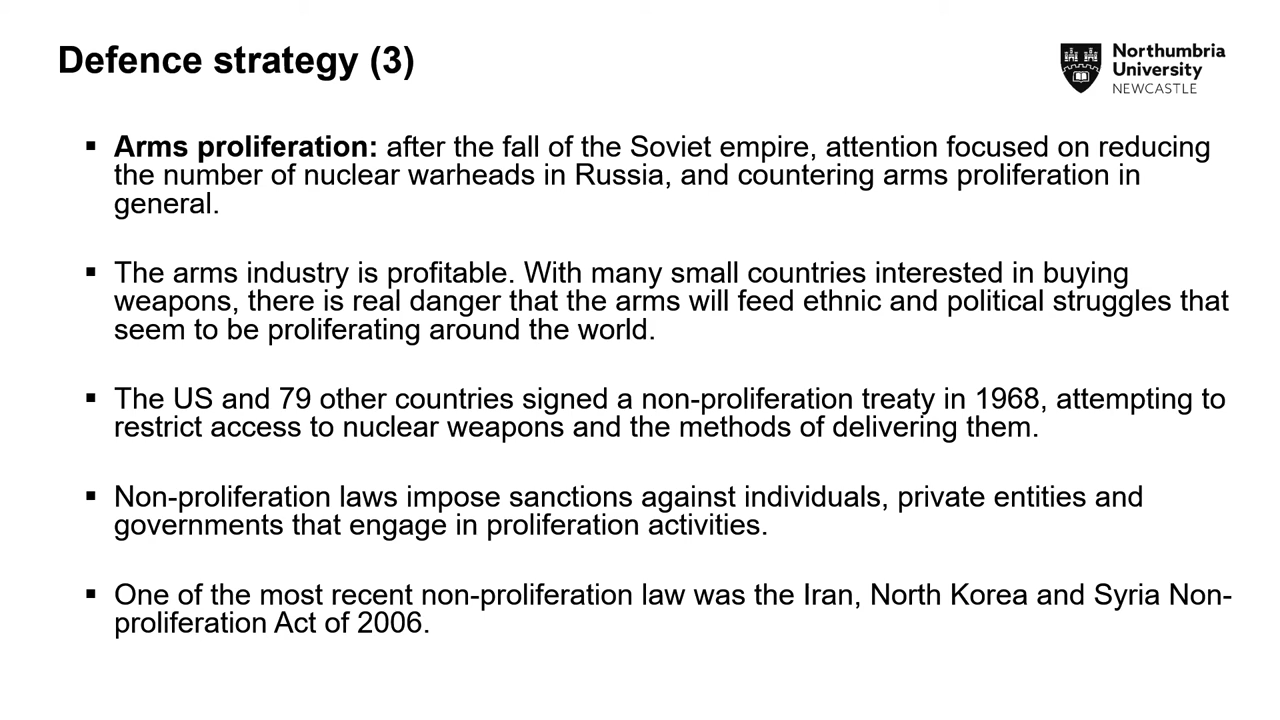 Defence strategy (3)
Northumbria
University
NEWCASTLE
▪ Arms proliferation: after the fall of the Soviet empire, attention focused on reducing
the number of nuclear warheads in Russia, and countering arms proliferation in
general.
▪ The arms industry is profitable. With many small countries interested in buying
weapons, there is real danger that the arms will feed ethnic and political struggles that
seem to be proliferating around the world.
▪ The US and 79 other countries signed a non-proliferation treaty in 1968, attempting to
restrict access to nuclear weapons and the methods of delivering them.
▪ Non-proliferation laws impose sanctions against individuals, private entities and
governments that engage in proliferation activities.
▪ One of the most recent non-proliferation law was the Iran, North Korea and Syria Non-
proliferation Act of 2006.